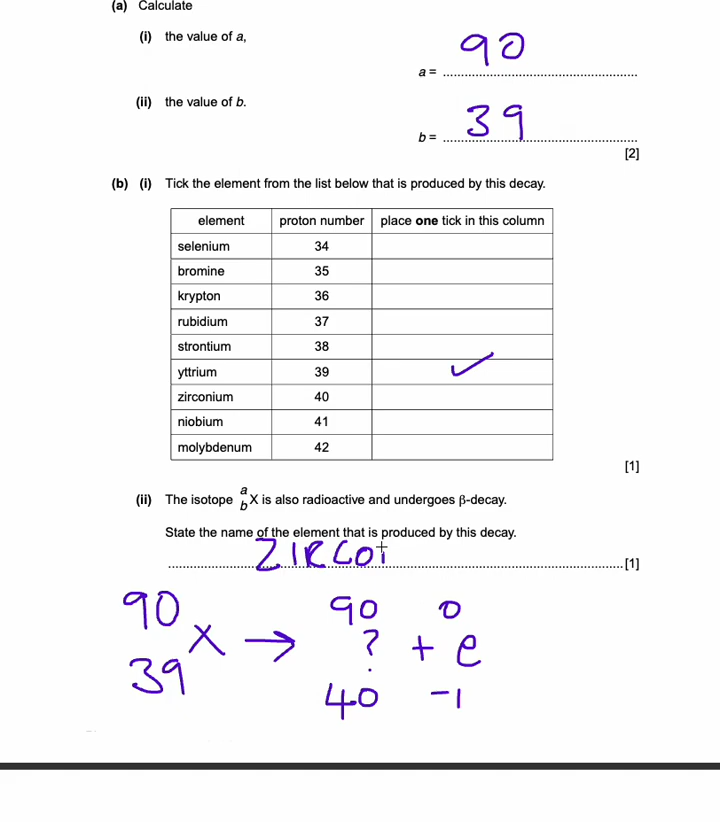 (a) Calculate
(i) the value of a,
90
a = ..........................................................
(ii) the value of b.
39
b = ..........................................................
[2]
(b) (i) Tick the element from the list below that is produced by this decay.
element proton number place one tick in this column
selenium 34
bromine 35
krypton 36
rubidium 37
strontium 38
yttrium 39 ✓
zirconium 40
niobium 41
molybdenum 42
[1]
(ii) The isotope a b X is also radioactive and undergoes β-decay.
State the name of the element that is produced by this decay.
ZIRCO
[1]
90 90 0
X → ? + e
39 40 -1